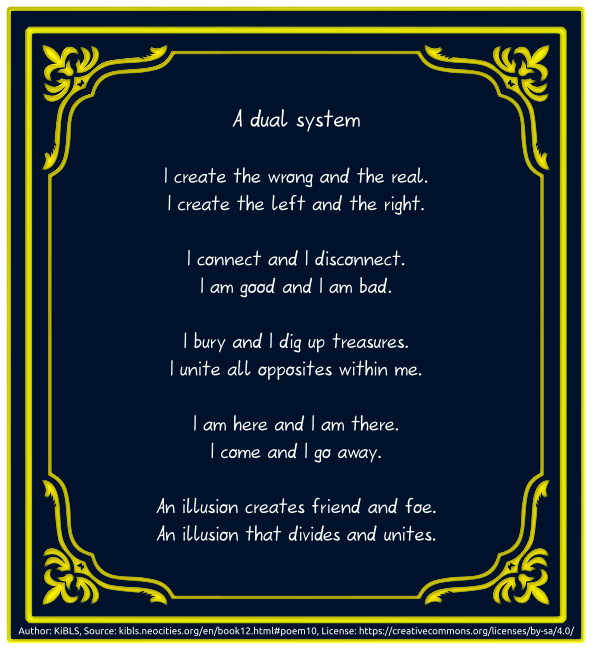 A dual system
I create the wrong and the real.
I create the left and the right.
I connect and I disconnect.
I am good and I am bad.
I bury and I dig up treasures.
I unite all opposites within me.
I am here and I am there.
I come and I go away.
An illusion creates friend and foe.
An illusion that divides and unites.
Author: KiBLS, Source: kibls.neocities.org/en/book12.html#poem10, License: https://creativecommons.org/licenses/by-sa/4.0/